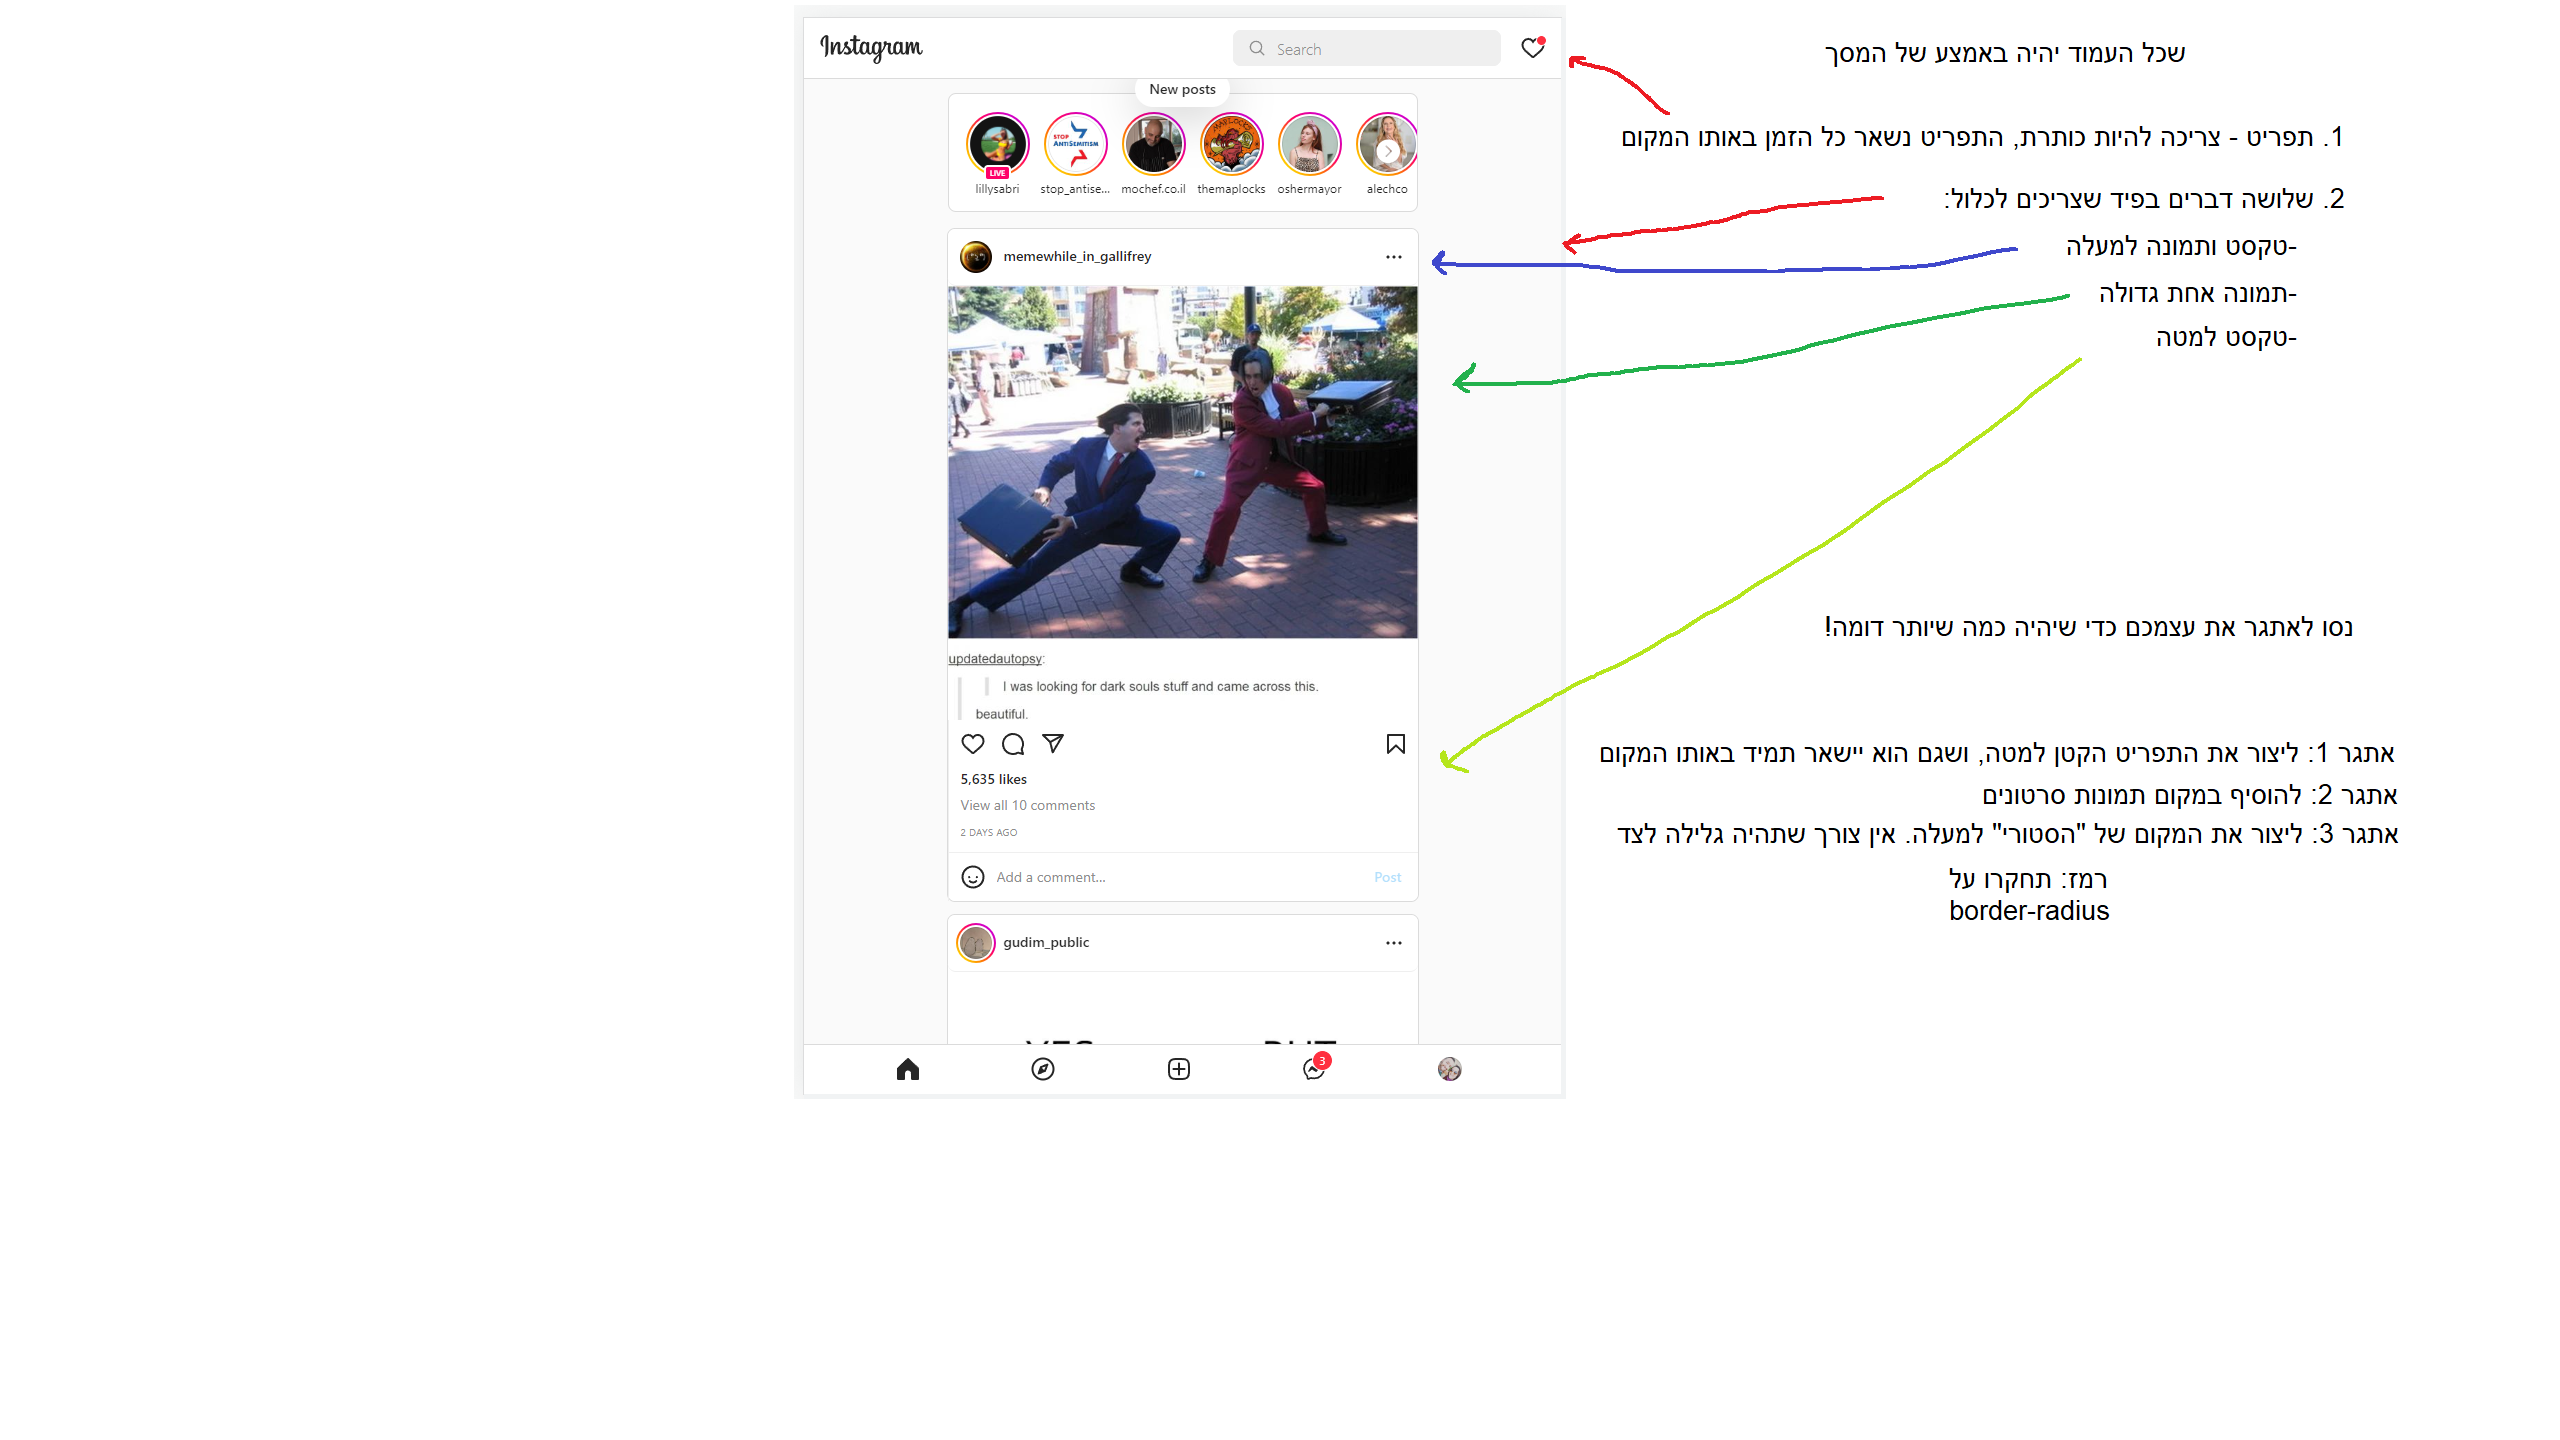 Instagram
Search
New posts
STOP
ANTISEMITISM
MAPLOCKS
LIVE
lillysabri
stop_antise...
mochef.co.il
themaplocks
oshermayor
alechco
memewhile_in_gallifrey
updatedautopsy:
I was looking for dark souls stuff and came across this.
beautiful.
5,635 likes
View all 10 comments
2 DAYS AGO
Add a comment...
Post
gudim_public
3
שכל העמוד יהיה באמצע של המסך
1. תפריט - צריכה להיות כותרת, התפריט נשאר כל הזמן באותו המקום
2. שלושה דברים בפיד שצריכים לכלול:
-טקסט ותמונה למעלה
-תמונה אחת גדולה
-טקסט למטה
נסו לאתגר את עצמכם כדי שיהיה כמה שיותר דומה!
אתגר 1: ליצור את התפריט הקטן למטה, ושגם הוא יישאר תמיד באותו המקום
אתגר 2: להוסיף במקום תמונות סרטונים
אתגר 3: ליצור את המקום של "הסטורי" למעלה. אין צורך שתהיה גלילה לצד
רמז: תחקרו על
border-radius